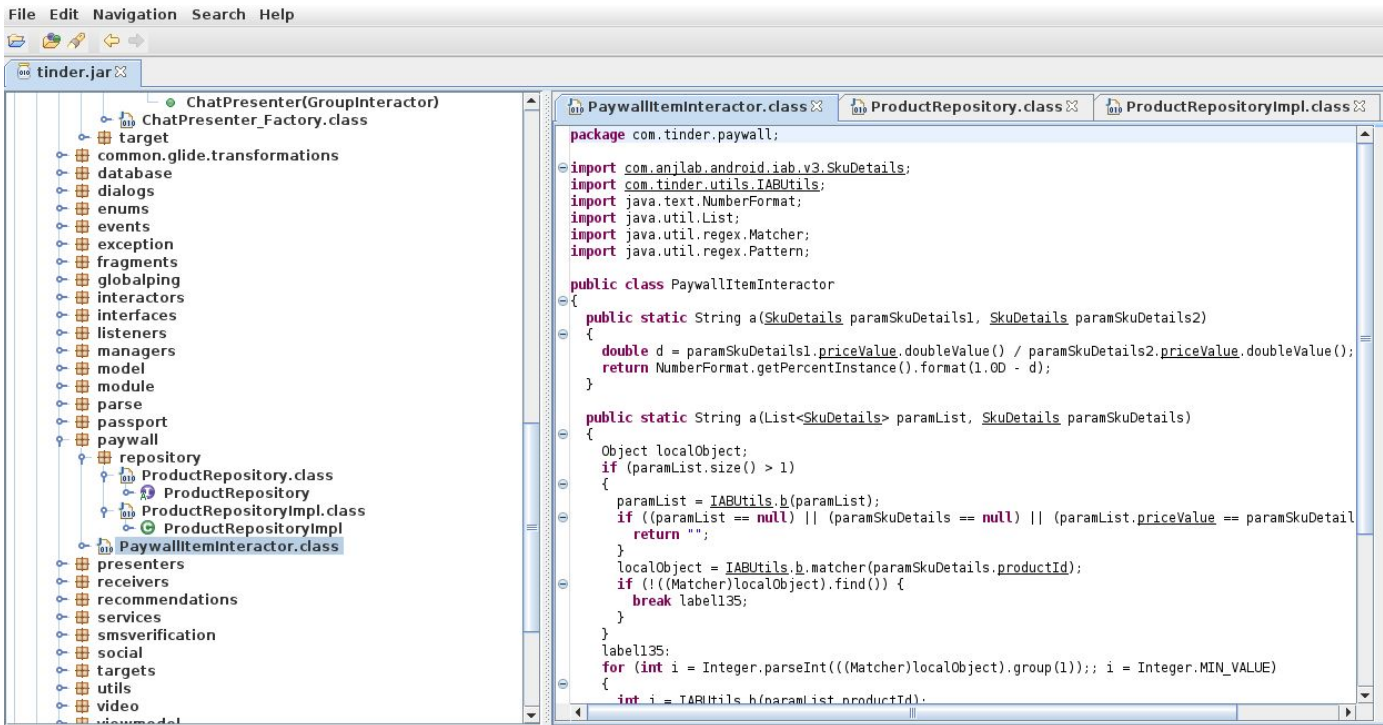 File Edit Navigation Search Help
tinder.jar
ChatPresenter(GroupInteractor)
ChatPresenter_Factory.class
target
common.glide.transformations
database
dialogs
enums
events
exception
fragments
globalping
interactors
interfaces
listeners
managers
model
module
parse
passport
paywall
repository
ProductRepository.class
ProductRepository
ProductRepositoryImpl.class
ProductRepositoryImpl
PaywallItemInteractor.class
presenters
receivers
recommendations
services
smsverification
social
targets
utils
video
viewmodel
PaywallItemInteractor.class ProductRepository.class ProductRepositoryImpl.class
package com.tinder.paywall;
import com.anjlab.android.iab.v3.SkuDetails;
import com.tinder.utils.IABUtils;
import java.text.NumberFormat;
import java.util.List;
import java.util.regex.Matcher;
import java.util.regex.Pattern;
public class PaywallItemInteractor
{
public static String a(SkuDetails paramSkuDetails1, SkuDetails paramSkuDetails2)
{
double d = paramSkuDetails1.priceValue.doubleValue() / paramSkuDetails2.priceValue.doubleValue();
return NumberFormat.getPercentInstance().format(1.0D - d);
}
public static String a(List<SkuDetails> paramList, SkuDetails paramSkuDetails)
{
Object localObject;
if (paramList.size() > 1)
{
paramList = IABUtils.b(paramList);
if ((paramList == null) || (paramSkuDetails == null) || (paramList.priceValue == paramSkuDetail
return "";
}
localObject = IABUtils.b.matcher(paramSkuDetails.productId);
if (!((Matcher)localObject).find()) {
break label135;
}
}
label135:
for (int i = Integer.parseInt(((Matcher)localObject).group(1));; i = Integer.MIN_VALUE)
{
int i = IABUtils.b(paramList.productId);